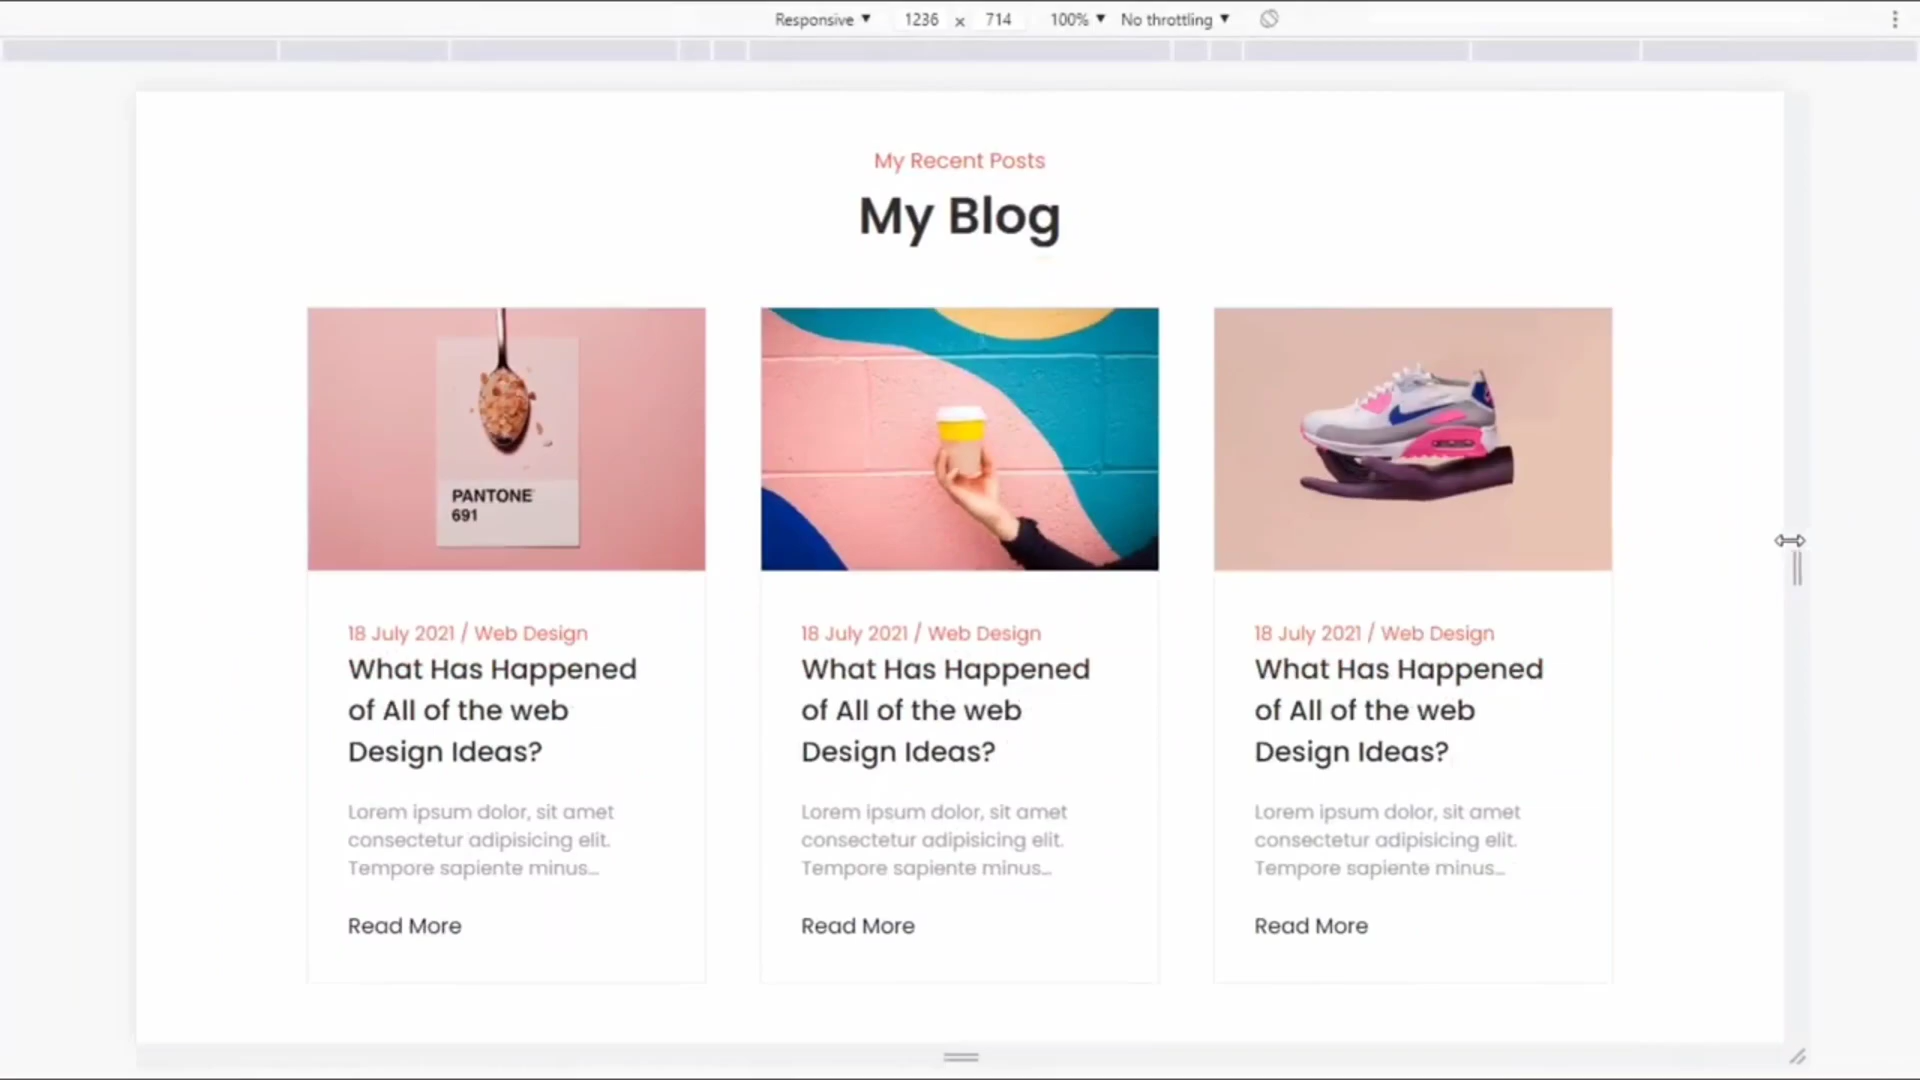 Responsive 1236 x 714 100% No throttling
My Recent Posts
My Blog
PANTONE
691
18 July 2021 / Web Design
What Has Happened
of All of the web
Design Ideas?
Lorem ipsum dolor, sit amet
consectetur adipisicing elit.
Tempore sapiente minus...
Read More
18 July 2021 / Web Design
What Has Happened
of All of the web
Design Ideas?
Lorem ipsum dolor, sit amet
consectetur adipisicing elit.
Tempore sapiente minus...
Read More
18 July 2021 / Web Design
What Has Happened
of All of the web
Design Ideas?
Lorem ipsum dolor, sit amet
consectetur adipisicing elit.
Tempore sapiente minus...
Read More